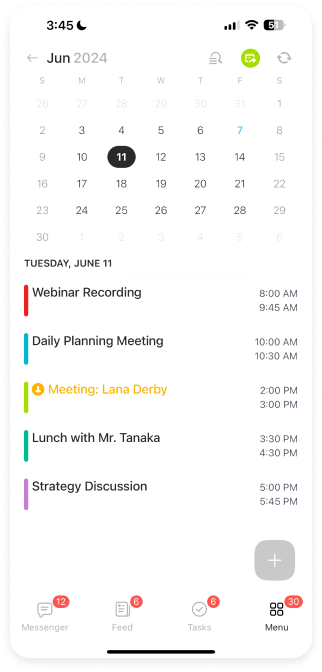 3:45
51
Jun 2024
S M T W T F S
26 27 28 29 30 31 1
2 3 4 5 6 7 8
9 10 11 12 13 14 15
16 17 18 19 20 21 22
23 24 25 26 27 28 29
30 1 2 3 4 5 6
TUESDAY, JUNE 11
Webinar Recording
8:00 AM
9:45 AM
Daily Planning Meeting
10:00 AM
10:30 AM
Meeting: Lana Derby
2:00 PM
3:00 PM
Lunch with Mr. Tanaka
3:30 PM
4:30 PM
Strategy Discussion
5:00 PM
5:45 PM
12 6 6 30
Messenger Feed Tasks Menu